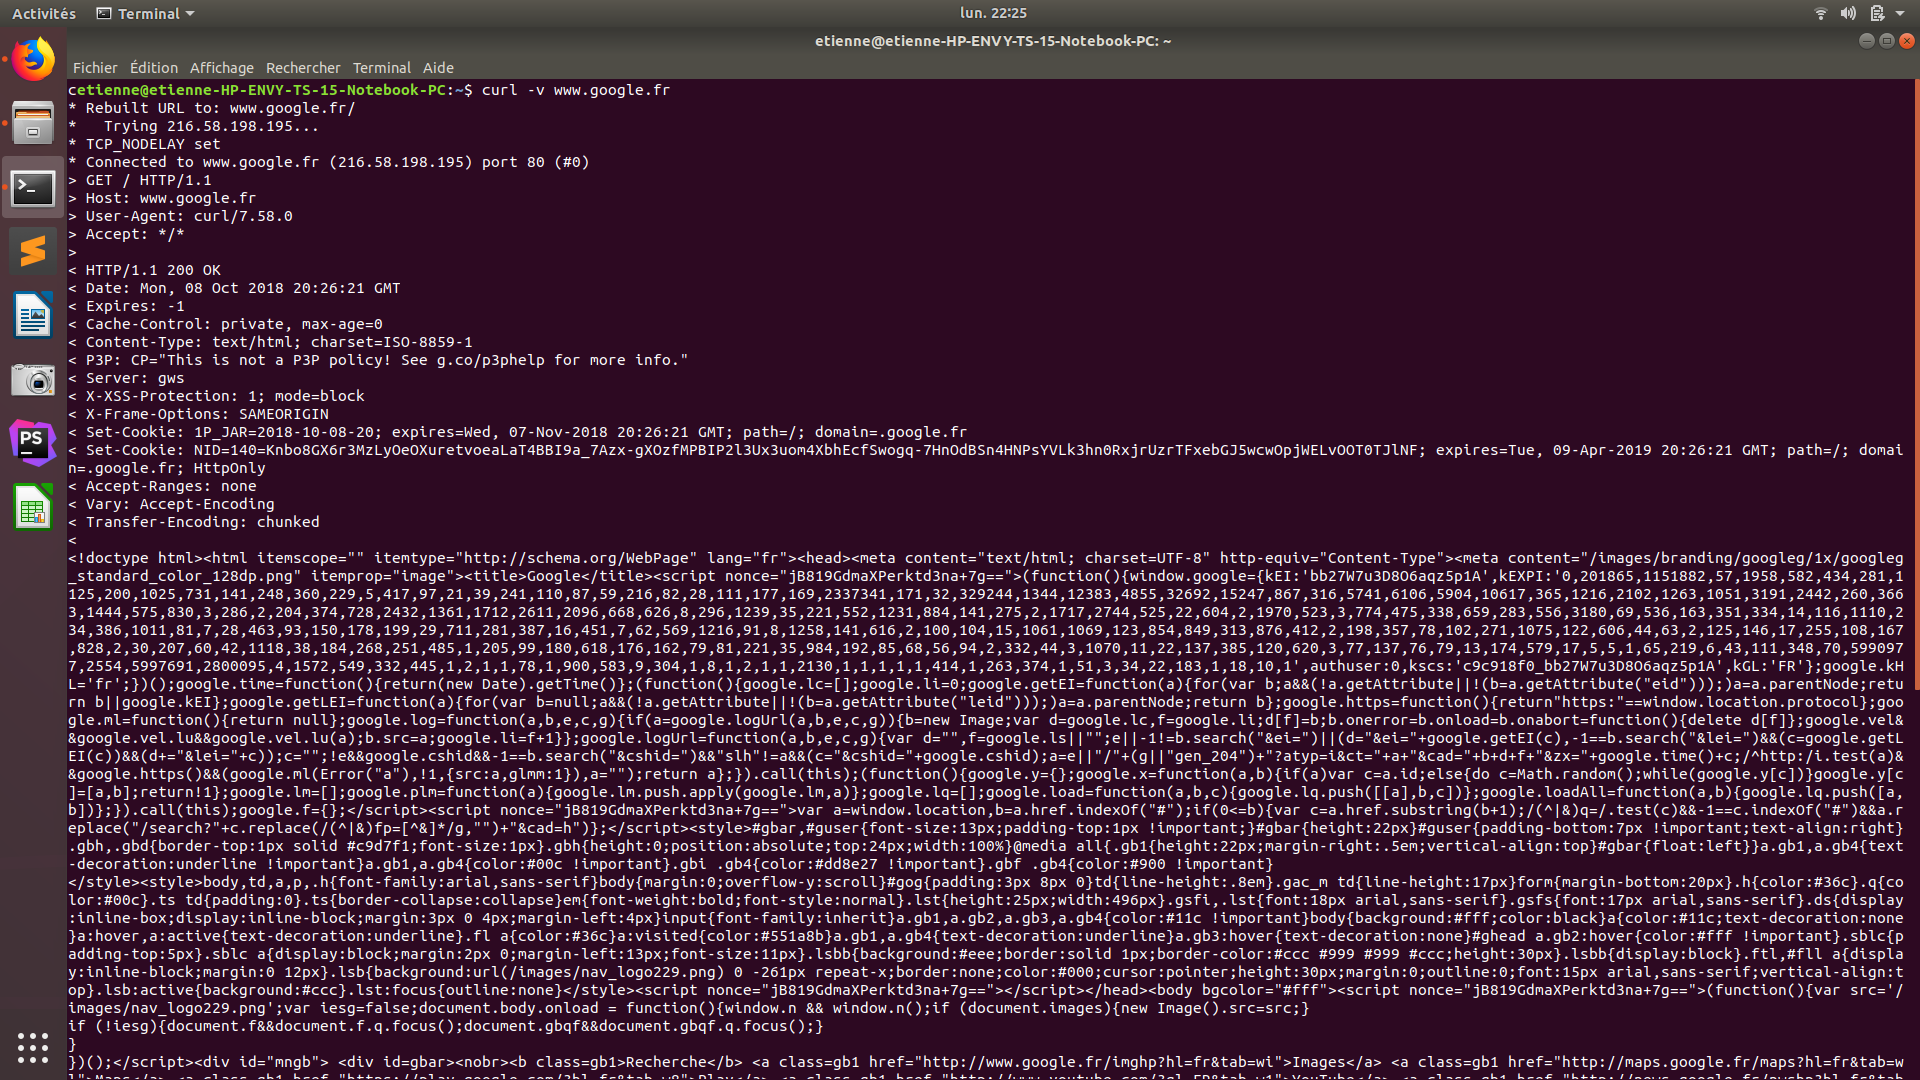 Activités
Terminal
lun. 22:25
etienne@etienne-HP-ENVY-TS-15-Notebook-PC: ~
Fichier Édition Affichage Rechercher Terminal Aide
cetienne@etienne-HP-ENVY-TS-15-Notebook-PC:~$ curl -v www.google.fr
* Rebuilt URL to: www.google.fr/
*   Trying 216.58.198.195...
* TCP_NODELAY set
* Connected to www.google.fr (216.58.198.195) port 80 (#0)
> GET / HTTP/1.1
> Host: www.google.fr
> User-Agent: curl/7.58.0
> Accept: */*
>
< HTTP/1.1 200 OK
< Date: Mon, 08 Oct 2018 20:26:21 GMT
< Expires: -1
< Cache-Control: private, max-age=0
< Content-Type: text/html; charset=ISO-8859-1
< P3P: CP="This is not a P3P policy! See g.co/p3phelp for more info."
< Server: gws
< X-XSS-Protection: 1; mode=block
< X-Frame-Options: SAMEORIGIN
< Set-Cookie: 1P_JAR=2018-10-08-20; expires=Wed, 07-Nov-2018 20:26:21 GMT; path=/; domain=.google.fr
< Set-Cookie: NID=140=Knbo8GX6r3MzLyOeOXuretvoeaLaT4BBI9a_7Azx-gXOzfMPBIP2l3Ux3uom4XbhEcfSwogq-7HnOdBSn4HNPsYVLk3hn0RxjrUzrTFxebGJ5wcwOpjWELvOOT0TJlNF; expires=Tue, 09-Apr-2019 20:26:21 GMT; path=/; domai
n=.google.fr; HttpOnly
< Accept-Ranges: none
< Vary: Accept-Encoding
< Transfer-Encoding: chunked
<
<!doctype html><html itemscope="" itemtype="http://schema.org/WebPage" lang="fr"><head><meta content="text/html; charset=UTF-8" http-equiv="Content-Type"><meta content="/images/branding/googleg/1x/googleg
_standard_color_128dp.png" itemprop="image"><title>Google</title><script nonce="jB819GdmaXPerktd3na+7g==">(function(){window.google={kEI:'bb27W7u3D8O6aqz5p1A',kEXPI:'0,201865,1151882,57,1958,582,434,281,1
125,200,1025,731,141,248,360,229,5,417,97,21,39,241,110,87,59,216,82,28,111,177,169,2337341,171,32,329244,1344,12383,4855,32692,15247,867,316,5741,6106,5904,10617,365,1216,2102,1263,1051,3191,2442,260,366
3,1444,575,830,3,286,2,204,374,728,2432,1361,1712,2611,2096,668,626,8,296,1239,35,221,552,1231,884,141,275,2,1717,2744,525,22,604,2,1970,523,3,774,475,338,659,283,556,3180,69,536,163,351,334,14,116,1110,2
34,386,1011,81,7,28,463,93,150,178,199,29,711,281,387,16,451,7,62,569,1216,91,8,1258,141,616,2,100,104,15,1061,1069,123,854,849,313,876,412,2,198,357,78,102,271,1075,122,606,44,63,2,125,146,17,255,108,167
,828,2,30,207,60,42,1118,38,184,268,251,485,1,205,99,180,618,176,162,79,81,221,35,984,192,85,68,56,94,2,332,44,3,1070,11,22,137,385,120,620,3,77,137,76,79,13,174,579,17,5,5,1,65,219,6,43,111,348,70,599097
7,2554,5997691,2800095,4,1572,549,332,445,1,2,1,1,78,1,900,583,9,304,1,8,1,2,1,1,2130,1,1,1,1,1,414,1,263,374,1,51,3,34,22,183,1,18,10,1',authuser:0,kscs:'c9c918f0_bb27W7u3D8O6aqz5p1A',kGL:'FR'};google.kH
L='fr';})();google.time=function(){return(new Date).getTime()};(function(){google.lc=[];google.li=0;google.getEI=function(a){for(var b;a&&(!a.getAttribute||!(b=a.getAttribute("eid")));)a=a.parentNode;retu
rn b||google.kEI};google.getLEI=function(a){for(var b=null;a&&(!a.getAttribute||!(b=a.getAttribute("leid")));)a=a.parentNode;return b};google.https=function(){return"https:"==window.location.protocol};goo
gle.ml=function(){return null};google.log=function(a,b,e,c,g){if(a=google.logUrl(a,b,e,c,g)){b=new Image;var d=google.lc,f=google.li;d[f]=b;b.onerror=b.onload=b.onabort=function(){delete d[f]};google.vel&
&google.vel.lu&&google.vel.lu(a);b.src=a;google.li=f+1}};google.logUrl=function(a,b,e,c,g){var d="",f=google.ls||"";e||-1!=b.search("&ei=")||(d="&ei="+google.getEI(c),-1==b.search("&lei=")&&(c=google.getL
EI(c))&&(d+="&lei="+c));c="";!e&&google.cshid&&-1==b.search("&cshid=")&&"slh"!=a&&(c="&cshid="+google.cshid);a=e||"/"+(g||"gen_204")+"?atyp=i&ct="+a+"&cad="+b+d+f+"&zx="+google.time()+c;/^http:/i.test(a)&
&google.https()&&(google.ml(Error("a"),!1,{src:a,glmm:1}),a="");return a};}).call(this);(function(){google.y={};google.x=function(a,b){if(a)var c=a.id;else{do c=Math.random();while(google.y[c])}google.y[c
]=[a,b];return!1};google.lm=[];google.plm=function(a){google.lm.push.apply(google.lm,a)};google.lq=[];google.load=function(a,b,c){google.lq.push([[a],b,c])};google.loadAll=function(a,b){google.lq.push([a,
b])};}).call(this);google.f={};</script><script nonce="jB819GdmaXPerktd3na+7g==">var a=window.location,b=a.href.indexOf("#");if(0<=b){var c=a.href.substring(b+1);/(^|&)q=/.test(c)&&-1==c.indexOf("#")&&a.r
eplace("/search?"+c.replace(/(^|&)fp=[^&]*/g,"")+"&cad=h")};</script><style>#gbar,#guser{font-size:13px;padding-top:1px !important;}#gbar{height:22px}#guser{padding-bottom:7px !important;text-align:right}
.gbh,.gbd{border-top:1px solid #c9d7f1;font-size:1px}.gbh{height:0;position:absolute;top:24px;width:100%}@media all{.gb1{height:22px;margin-right:.5em;vertical-align:top}#gbar{float:left}}a.gb1,a.gb4{text
-decoration:underline !important}a.gb1,a.gb4{color:#00c !important}.gbi .gb4{color:#dd8e27 !important}.gbf .gb4{color:#900 !important}
</style><style>body,td,a,p,.h{font-family:arial,sans-serif}body{margin:0;overflow-y:scroll}#gog{padding:3px 8px 0}td{line-height:.8em}.gac_m td{line-height:17px}form{margin-bottom:20px}.h{color:#36c}.q{co
lor:#00c}.ts td{padding:0}.ts{border-collapse:collapse}em{font-weight:bold;font-style:normal}.lst{height:25px;width:496px}.gsfi,.lst{font:18px arial,sans-serif}.gsfs{font:17px arial,sans-serif}.ds{display
:inline-box;display:inline-block;margin:3px 0 4px;margin-left:4px}input{font-family:inherit}a.gb1,a.gb2,a.gb3,a.gb4{color:#11c !important}body{background:#fff;color:black}a{color:#11c;text-decoration:none
}a:hover,a:active{text-decoration:underline}.fl a{color:#36c}a:visited{color:#551a8b}a.gb1,a.gb4{text-decoration:underline}a.gb3:hover{text-decoration:none}#ghead a.gb2:hover{color:#fff !important}.sblc{p
adding-top:5px}.sblc a{display:block;margin:2px 0;margin-left:13px;font-size:11px}.lsbb{background:#eee;border:solid 1px;border-color:#ccc #999 #999 #ccc;height:30px}.lsbb{display:block}.ftl,#fll a{displa
y:inline-block;margin:0 12px}.lsb{background:url(/images/nav_logo229.png) 0 -261px repeat-x;border:none;color:#000;cursor:pointer;height:30px;margin:0;outline:0;font:15px arial,sans-serif;vertical-align:t
op}.lsb:active{background:#ccc}.lst:focus{outline:none}</style><script nonce="jB819GdmaXPerktd3na+7g=="></script></head><body bgcolor="#fff"><script nonce="jB819GdmaXPerktd3na+7g==">(function(){var src='/
images/nav_logo229.png';var iesg=false;document.body.onload = function(){window.n && window.n();if (document.images){new Image().src=src;}
if (!iesg){document.f&&document.f.q.focus();document.gbqf&&document.gbqf.q.focus();}
}
})();</script><div id="mngb"> <div id=gbar><nobr><b class=gb1>Recherche</b> <a class=gb1 href="http://www.google.fr/imghp?hl=fr&tab=wi">Images</a> <a class=gb1 href="http://maps.google.fr/maps?hl=fr&tab=w
PS